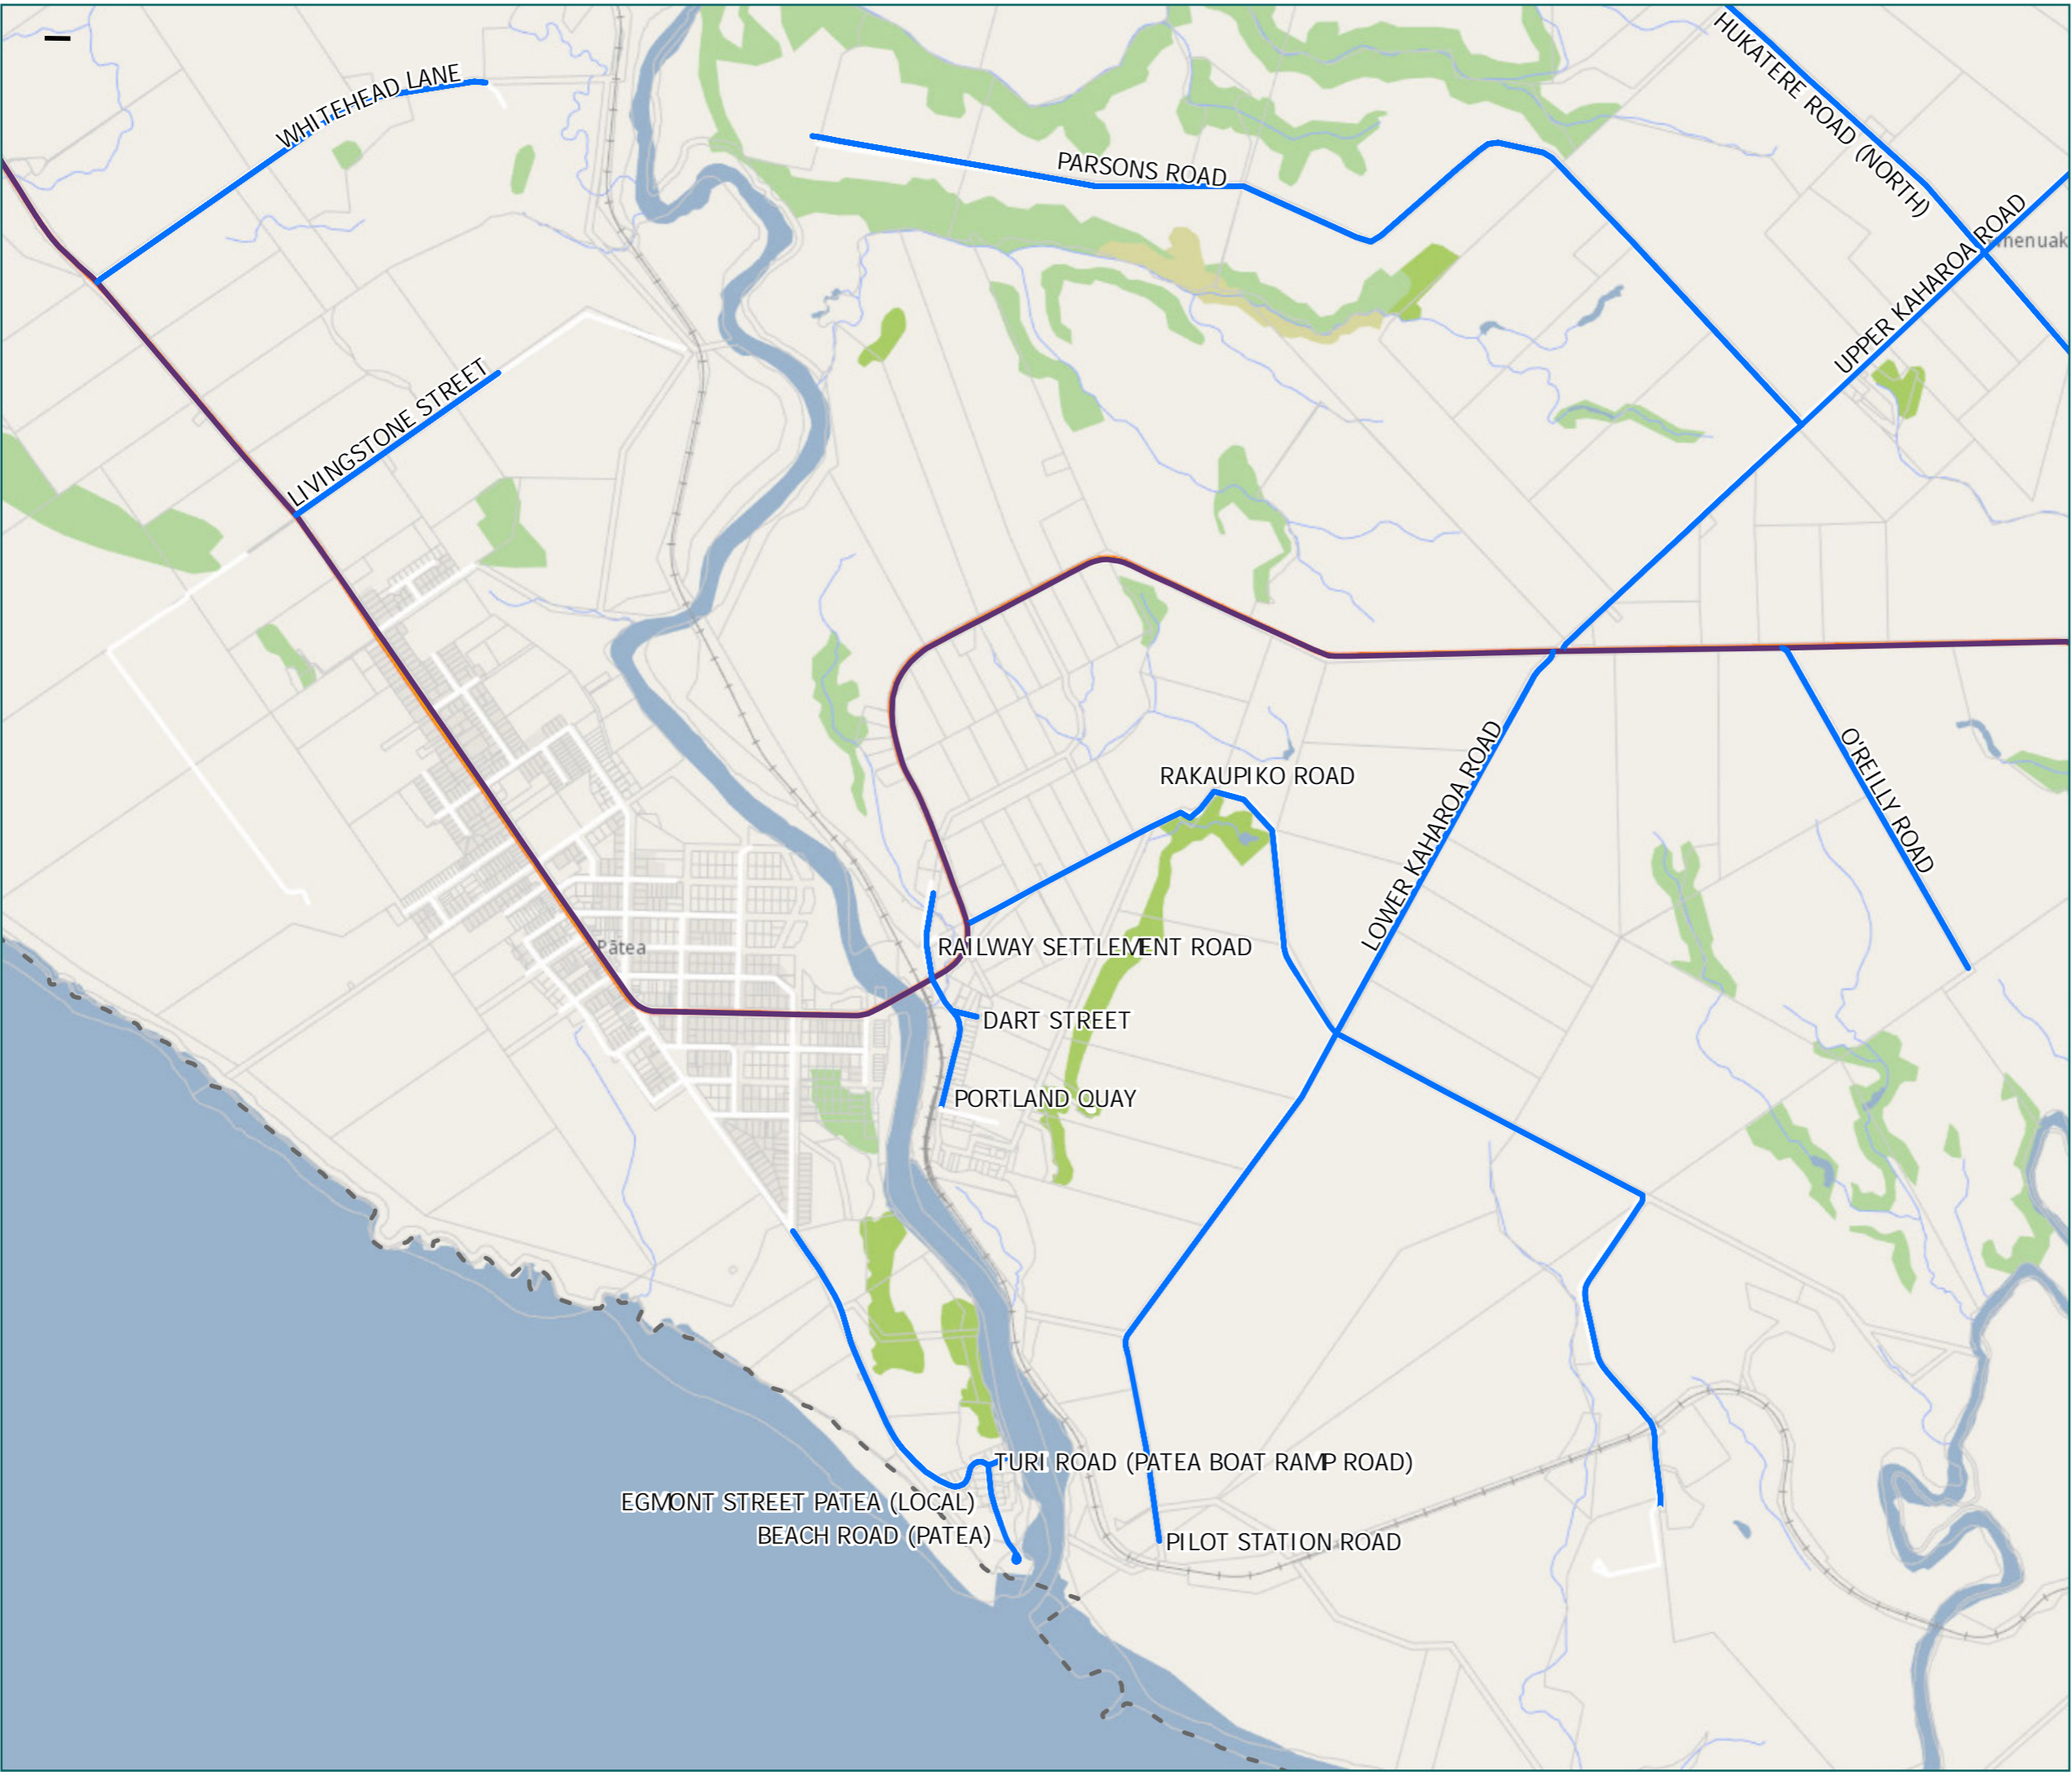 HUKATERE ROAD (NORTH)
WHITEHEAD LANE
PARSONS ROAD
UPPER KAHAROA ROAD
LIVINGSTONE STREET
RAKAUPIKO ROAD
LOWER KAHAROA ROAD
O'REILLY ROAD
Pātea
RAILWAY SETTLEMENT ROAD
DART STREET
PORTLAND QUAY
TURI ROAD (PATEA BOAT RAMP ROAD)
EGMONT STREET PATEA (LOCAL)
BEACH ROAD (PATEA)
PILOT STATION ROAD